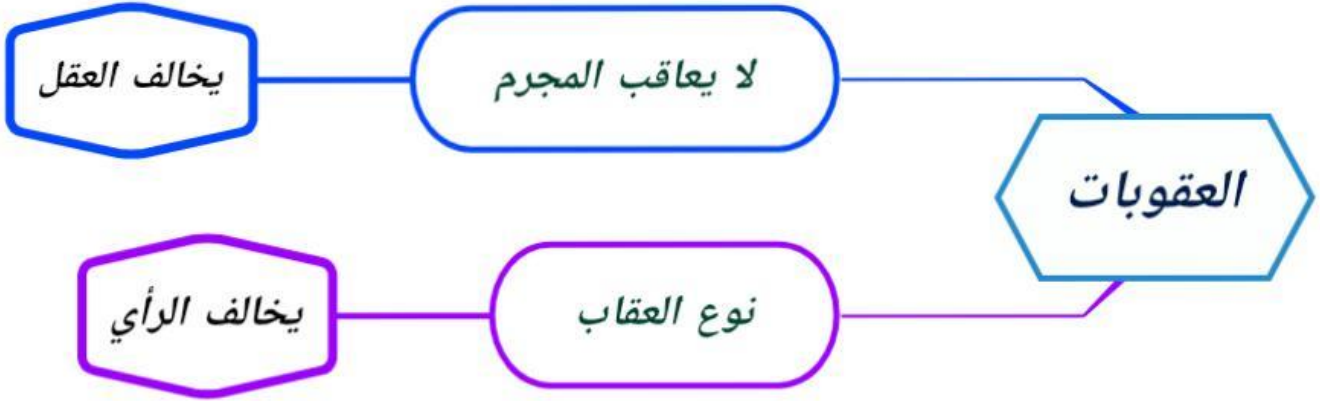 العقوبات
لا يعاقب المجرم
يخالف العقل
نوع العقاب
يخالف الرأي